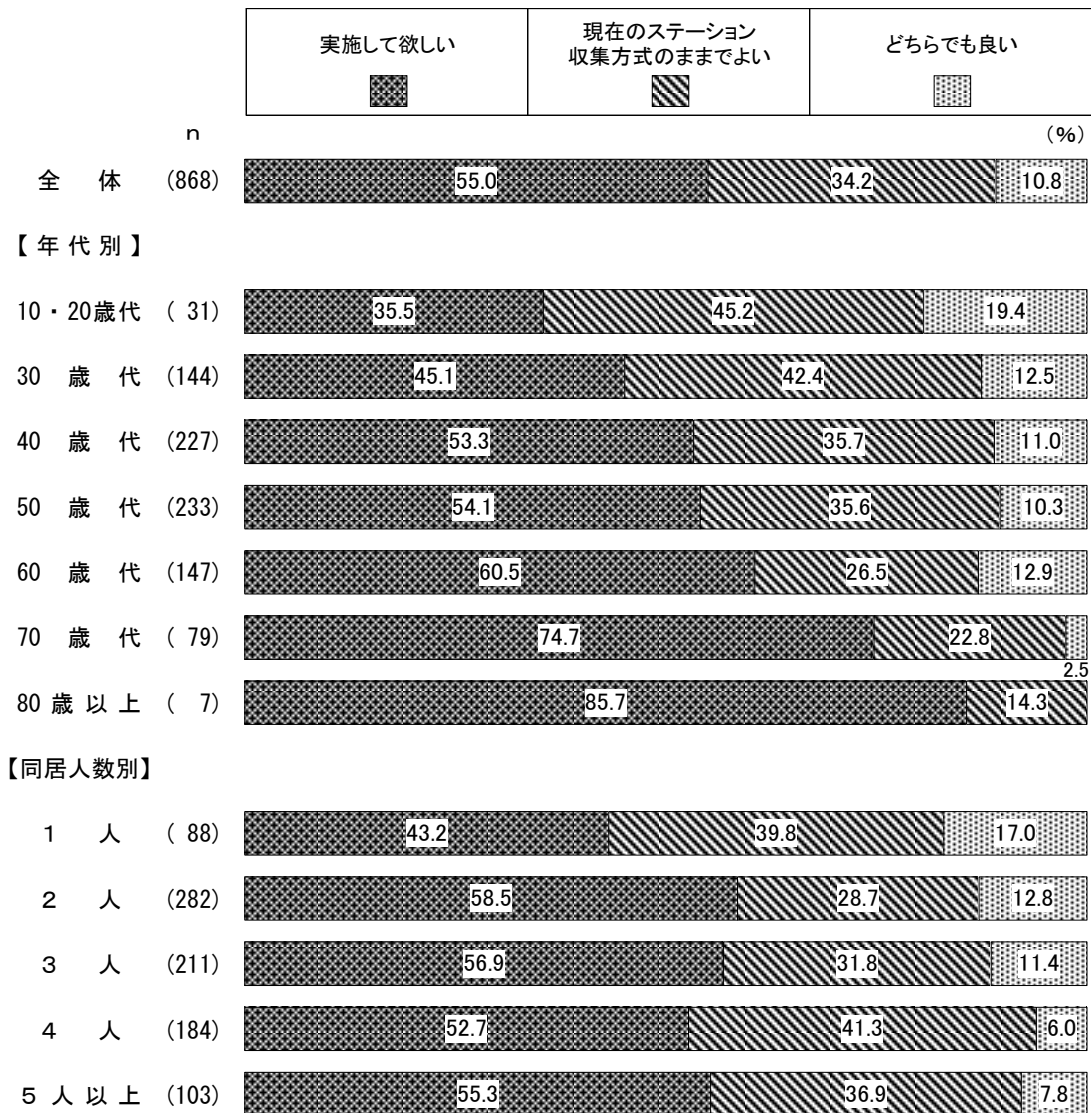 実施して欲しい
現在のステーション
収集方式のままでよい
どちらでも良い
n
(%)
全 体 (868) 55.0 34.2 10.8
【年代別】
10・20歳代 ( 31) 35.5 45.2 19.4
30 歳 代 (144) 45.1 42.4 12.5
40 歳 代 (227) 53.3 35.7 11.0
50 歳 代 (233) 54.1 35.6 10.3
60 歳 代 (147) 60.5 26.5 12.9
70 歳 代 ( 79) 74.7 22.8 2.5
80 歳 以 上 ( 7) 85.7 14.3
【同居人数別】
1 人 ( 88) 43.2 39.8 17.0
2 人 (282) 58.5 28.7 12.8
3 人 (211) 56.9 31.8 11.4
4 人 (184) 52.7 41.3 6.0
5 人 以 上 (103) 55.3 36.9 7.8